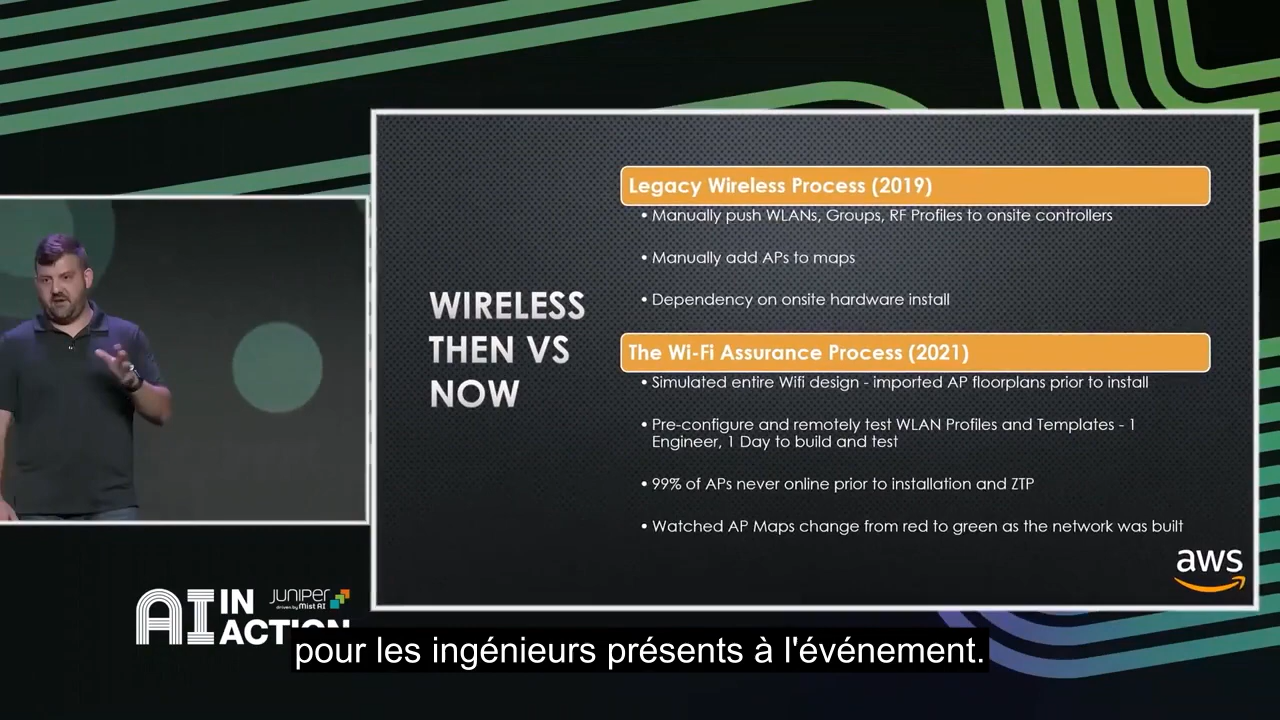 WIRELESS
THEN VS
NOW
Legacy Wireless Process (2019)
• Manually push WLANs, Groups, RF Profiles to onsite controllers
• Manually add APs to maps
• Dependency on onsite hardware install
The Wi-Fi Assurance Process (2021)
• Simulated entire Wifi design - imported AP floorplans prior to install
• Pre-configure and remotely test WLAN Profiles and Templates - 1
Engineer, 1 Day to build and test
• 99% of APs never online prior to installation and ZTP
• Watched AP Maps change from red to green as the network was built
aws
AI IN
ACTION
JUNIPEr
driven by Mist AI
pour les ingénieurs présents à l'événement.